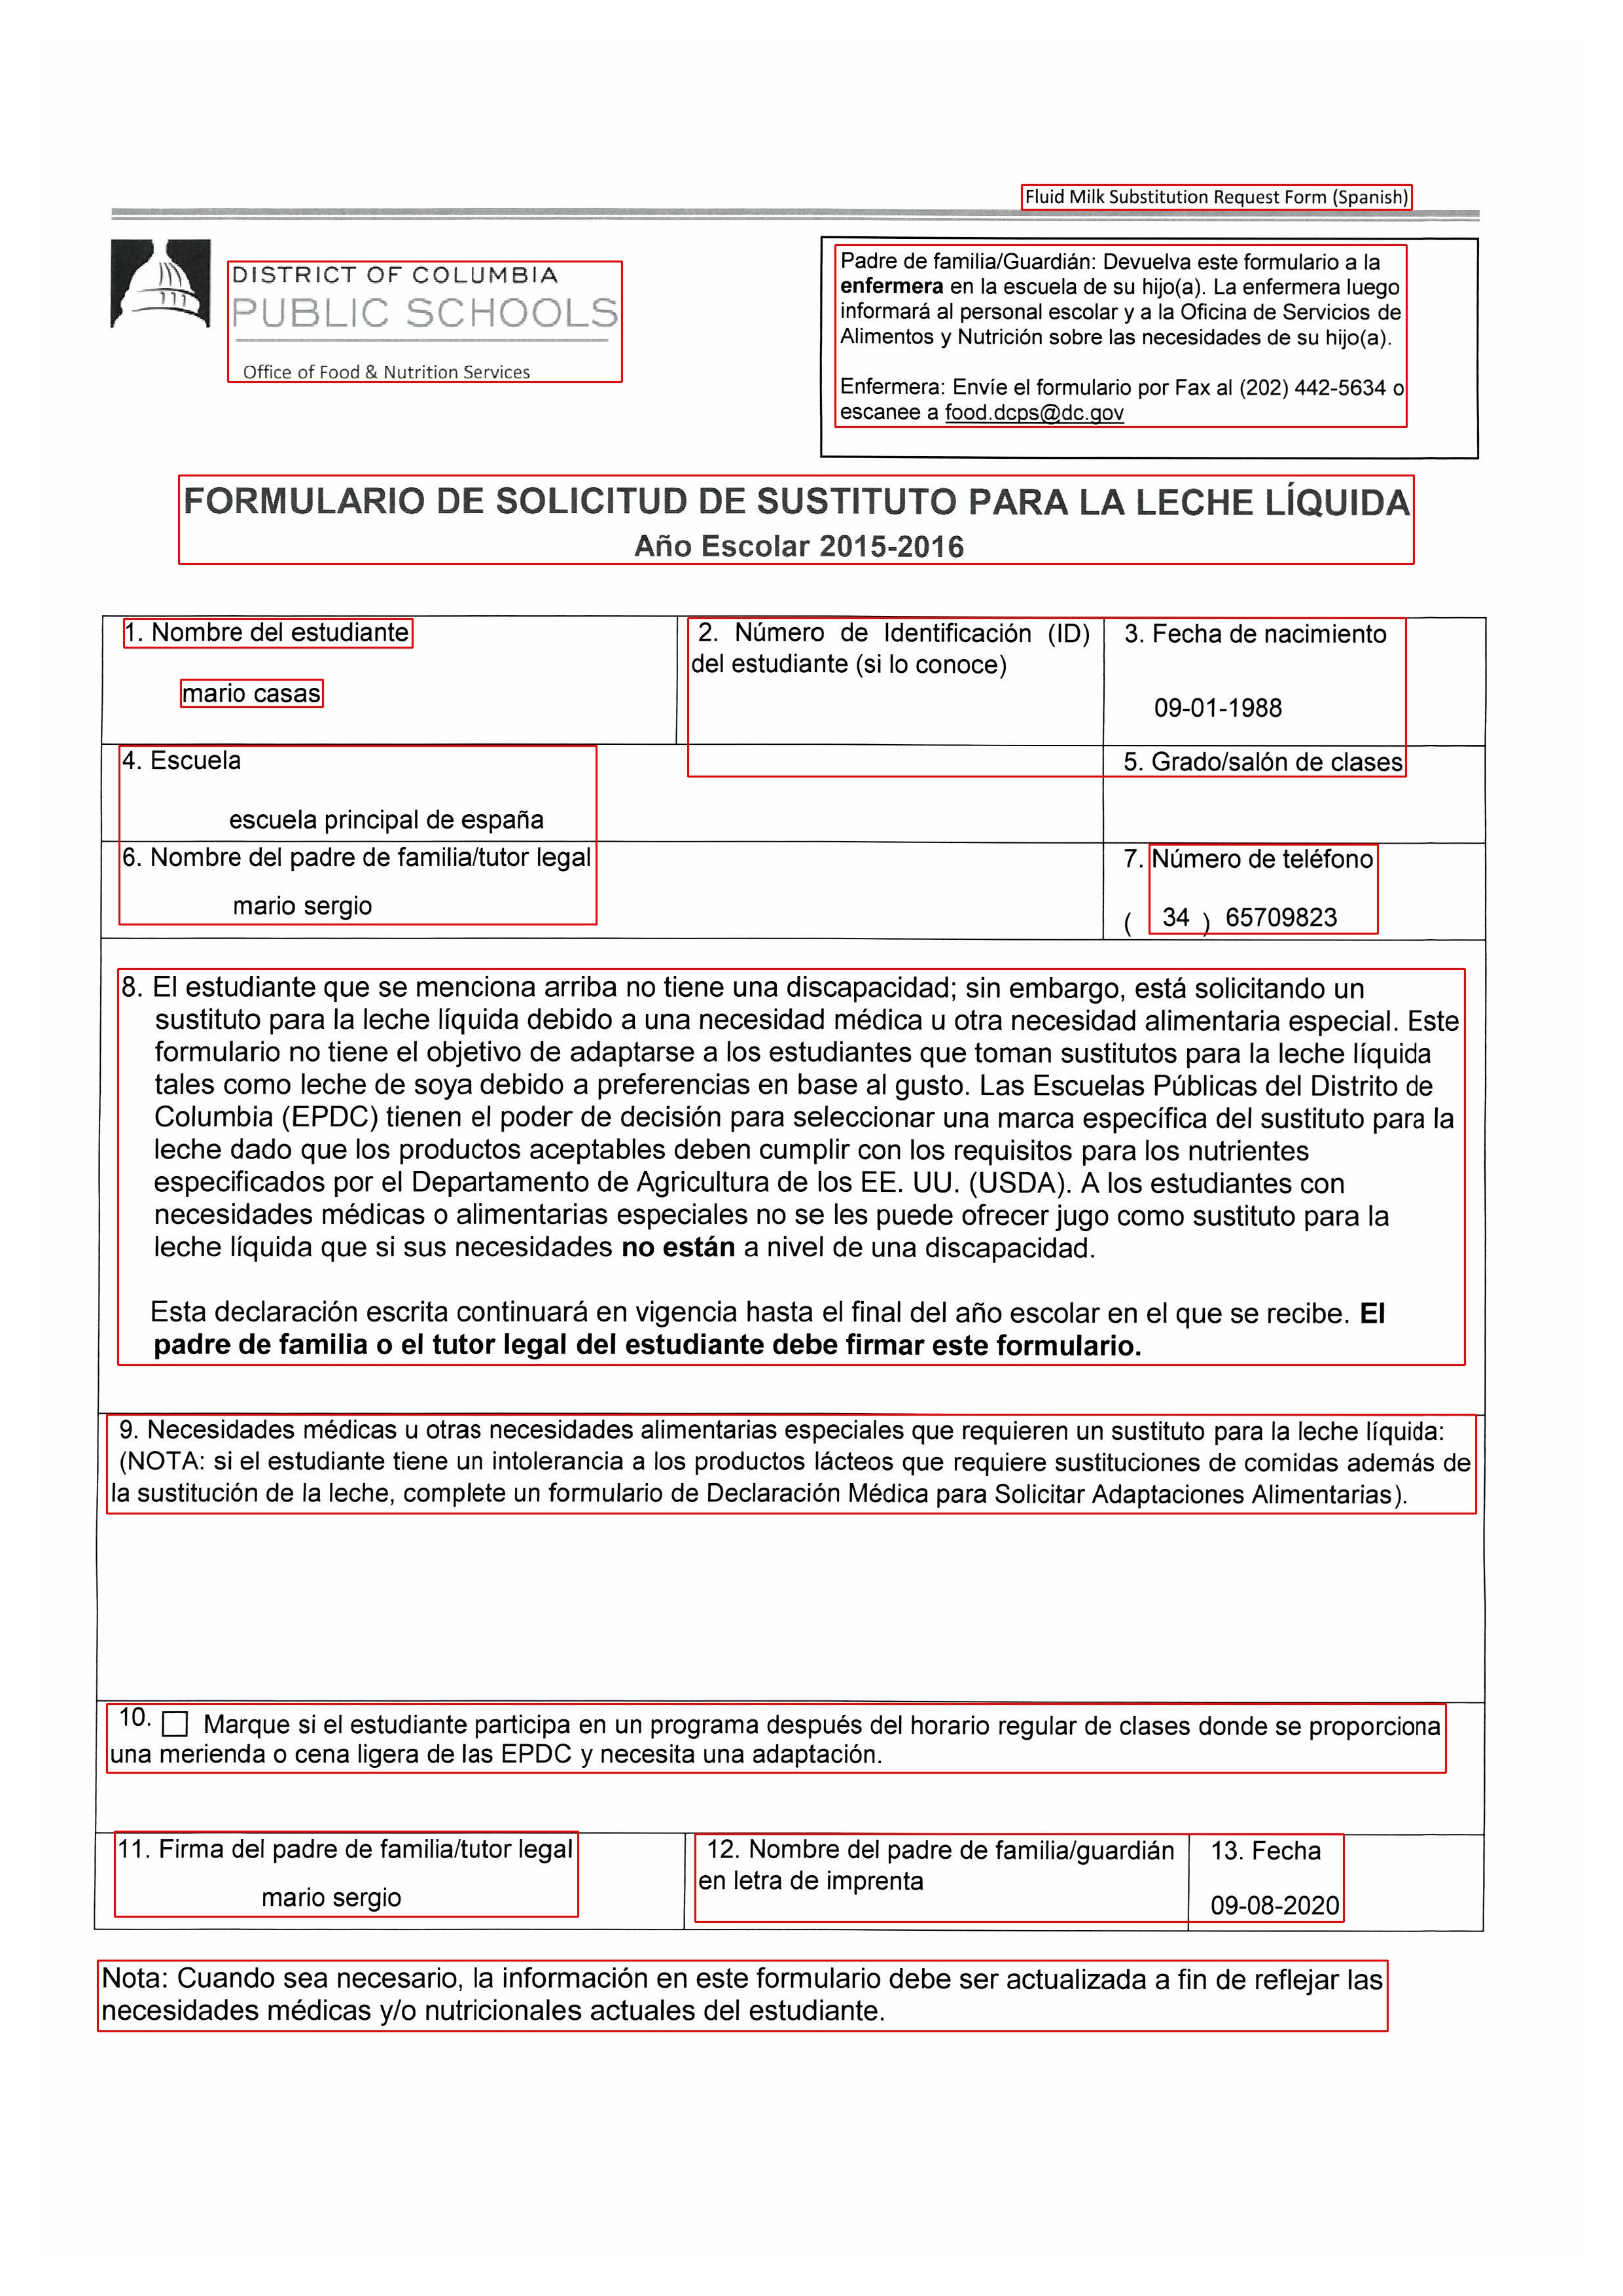 Fluid Milk Substitution Request Form (Spanish)
DISTRICT OF COLUMBIA
PUBLIC SCHOOLS
Office of Food & Nutrition Services
Padre de familia/Guardián: Devuelva este formulario a la
enfermera en la escuela de su hijo(a). La enfermera luego
informará al personal escolar y a la Oficina de Servicios de
Alimentos y Nutrición sobre las necesidades de su hijo(a).
Enfermera: Envíe el formulario por Fax al (202) 442-5634 o
escanee a food.dcps@dc.gov
FORMULARIO DE SOLICITUD DE SUSTITUTO PARA LA LECHE LÍQUIDA
Año Escolar 2015-2016
1. Nombre del estudiante
mario casas
2. Número de Identificación (ID)
del estudiante (si lo conoce)
3. Fecha de nacimiento
09-01-1988
4. Escuela
escuela principal de españa
5. Grado/salón de clases
6. Nombre del padre de familia/tutor legal
mario sergio
7. Número de teléfono
( 34 ) 65709823
8. El estudiante que se menciona arriba no tiene una discapacidad; sin embargo, está solicitando un
sustituto para la leche líquida debido a una necesidad médica u otra necesidad alimentaria especial. Este
formulario no tiene el objetivo de adaptarse a los estudiantes que toman sustitutos para la leche líquida
tales como leche de soya debido a preferencias en base al gusto. Las Escuelas Públicas del Distrito de
Columbia (EPDC) tienen el poder de decisión para seleccionar una marca específica del sustituto para la
leche dado que los productos aceptables deben cumplir con los requisitos para los nutrientes
especificados por el Departamento de Agricultura de los EE. UU. (USDA). A los estudiantes con
necesidades médicas o alimentarias especiales no se les puede ofrecer jugo como sustituto para la
leche líquida que si sus necesidades no están a nivel de una discapacidad.
Esta declaración escrita continuará en vigencia hasta el final del año escolar en el que se recibe. El
padre de familia o el tutor legal del estudiante debe firmar este formulario.
9. Necesidades médicas u otras necesidades alimentarias especiales que requieren un sustituto para la leche líquida:
(NOTA: si el estudiante tiene un intolerancia a los productos lácteos que requiere sustituciones de comidas además de
la sustitución de la leche, complete un formulario de Declaración Médica para Solicitar Adaptaciones Alimentarias).
10. Marque si el estudiante participa en un programa después del horario regular de clases donde se proporciona
una merienda o cena ligera de las EPDC y necesita una adaptación.
11. Firma del padre de familia/tutor legal
mario sergio
12. Nombre del padre de familia/guardián
en letra de imprenta
13. Fecha
09-08-2020
Nota: Cuando sea necesario, la información en este formulario debe ser actualizada a fin de reflejar las
necesidades médicas y/o nutricionales actuales del estudiante.